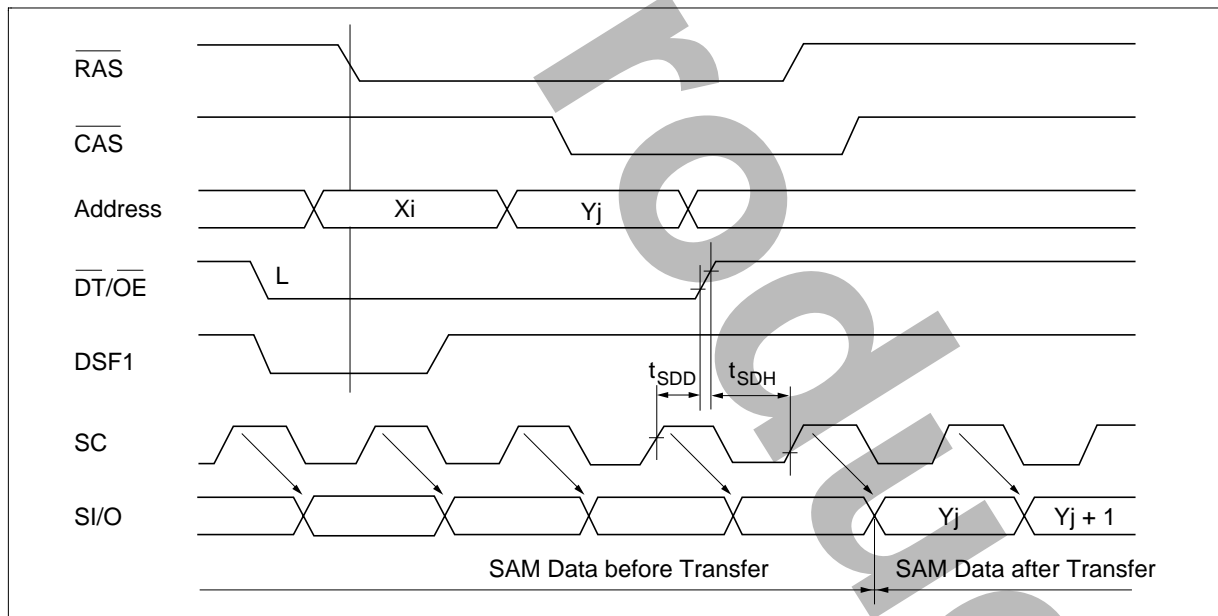 RAS
CAS
Address Xi Yj
DT/OE L
DSF1
tSDD tSDH
SC
SI/O Yj Yj + 1
SAM Data before Transfer SAM Data after Transfer
rodu